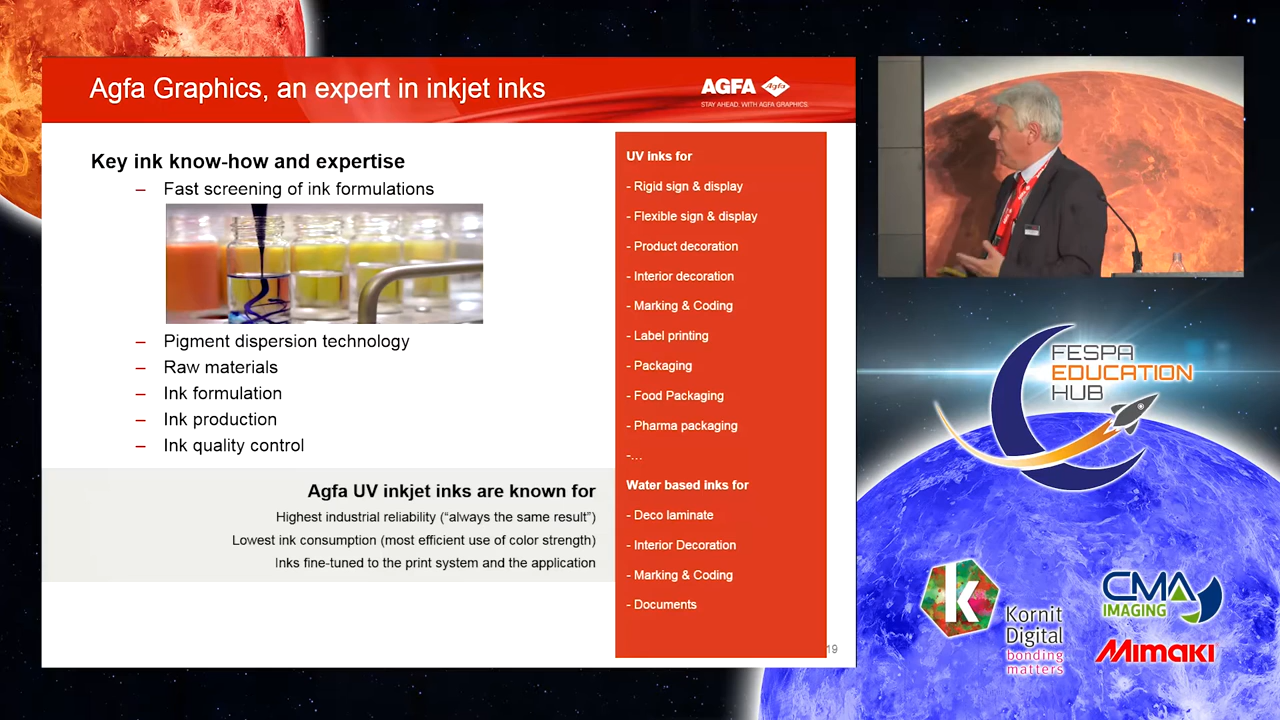 Agfa Graphics, an expert in inkjet inks
AGFA
Agfa
STAY AHEAD. WITH AGFA GRAPHICS.
Key ink know-how and expertise
– Fast screening of ink formulations
– Pigment dispersion technology
– Raw materials
– Ink formulation
– Ink production
– Ink quality control
Agfa UV inkjet inks are known for
Highest industrial reliability (“always the same result”)
Lowest ink consumption (most efficient use of color strength)
Inks fine-tuned to the print system and the application
UV inks for
- Rigid sign & display
- Flexible sign & display
- Product decoration
- Interior decoration
- Marking & Coding
- Label printing
- Packaging
- Food Packaging
- Pharma packaging
-...
Water based inks for
- Deco laminate
- Interior Decoration
- Marking & Coding
- Documents
19
FESPA
EDUCATION
HUB
k
Kornit
Digital
bonding
matters
CMA
IMAGING
Mimaki